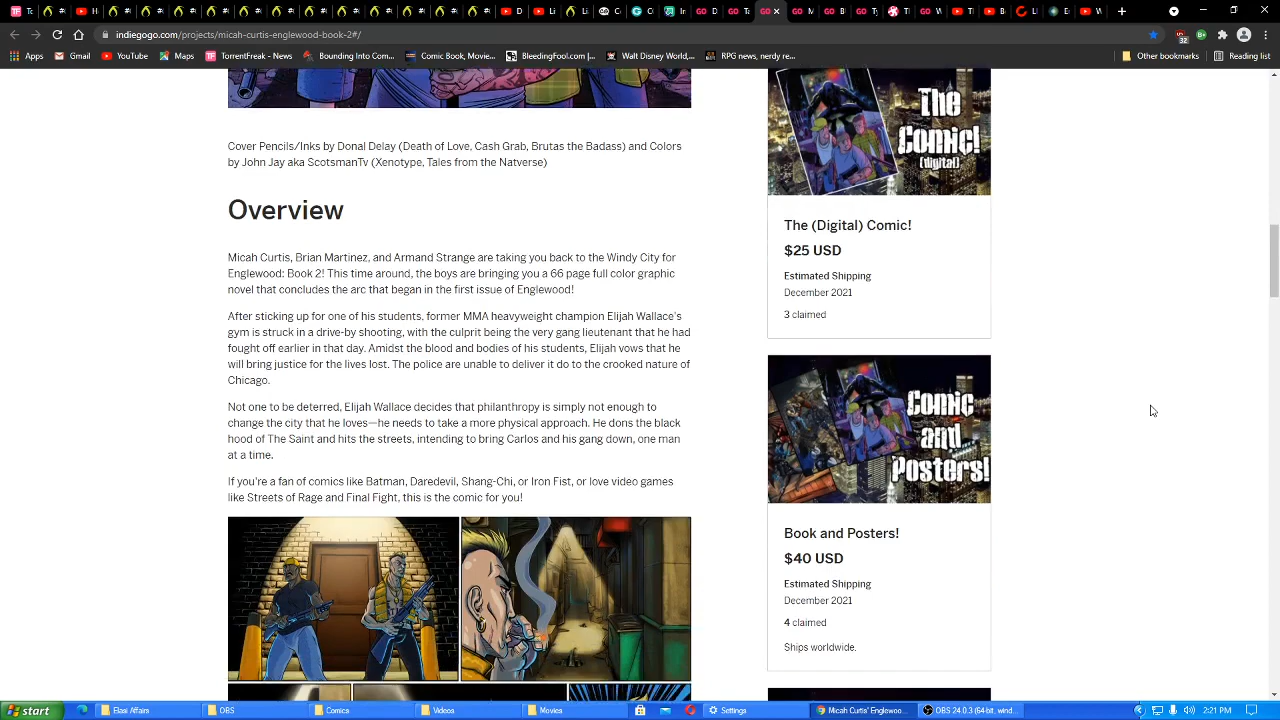 indiegogo.com/projects/micah-curtis-englewood-book-2#/
Apps Gmail YouTube Maps TorrentFreak - News Bounding Into Com... Comic Book, Movie... BleedingFool.com |... Walt Disney World,... RPG news, nerdy re... Other bookmarks Reading list
Cover Pencils/Inks by Donal Delay (Death of Love, Cash Grab, Brutas the Badass) and Colors
by John Jay aka ScotsmanTv (Xenotype, Tales from the Natverse)
Overview
Micah Curtis, Brian Martinez, and Armand Strange are taking you back to the Windy City for
Englewood: Book 2! This time around, the boys are bringing you a 66 page full color graphic
novel that concludes the arc that began in the first issue of Englewood!
After sticking up for one of his students, former MMA heavyweight champion Elijah Wallace's
gym is struck in a drive-by shooting, with the culprit being the very gang lieutenant that he had
fought off earlier in that day. Amidst the blood and bodies of his students, Elijah vows that he
will bring justice for the lives lost. The police are unable to deliver it do to the crooked nature of
Chicago.
Not one to be deterred, Elijah Wallace decides that philanthropy is simply not enough to
change the city that he loves—he needs to take a more physical approach. He dons the black
hood of The Saint and hits the streets, intending to bring Carlos and his gang down, one man
at a time.
If you're a fan of comics like Batman, Daredevil, Shang-Chi, or Iron Fist, or love video games
like Streets of Rage and Final Fight, this is the comic for you!
The
Comic!
(digital)
The (Digital) Comic!
$25 USD
Estimated Shipping
December 2021
3 claimed
Comic
and
Posters!
Book and Posters!
$40 USD
Estimated Shipping
December 2021
4 claimed
Ships worldwide.
start Elasi Affairs OBS Comics Videos Movies Settings Micah Curtis' Englewoo... OBS 24.0.3 (64-bit, wind... 2:21 PM